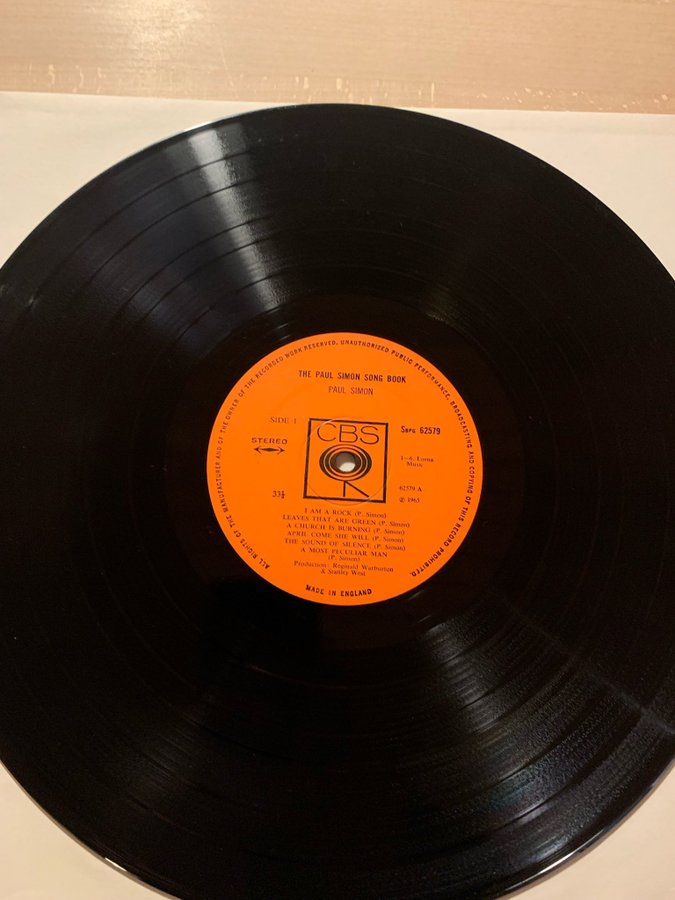 ALL RIGHTS OF THE MANUFACTURER AND OF THE OWNER OF THE RECORDED WORK RESERVED. UNAUTHORIZED PUBLIC PERFORMANCE, BROADCASTING AND COPYING OF THIS RECORD PROHIBITED.
THE PAUL SIMON SONG BOOK
PAUL SIMON
SIDE 1
CBS
SBPG 62579
STEREO
1—6, Lorna
Music
33⅓
62579 A
℗ 1965
I AM A ROCK (P. Simon)
LEAVES THAT ARE GREEN (P. Simon)
A CHURCH IS BURNING (P. Simon)
APRIL COME SHE WILL (P. Simon)
THE SOUND OF SILENCE (P. Simon)
A MOST PECULIAR MAN
(P. Simon)
Production: Reginald Warburton
& Stanley West
MADE IN ENGLAND